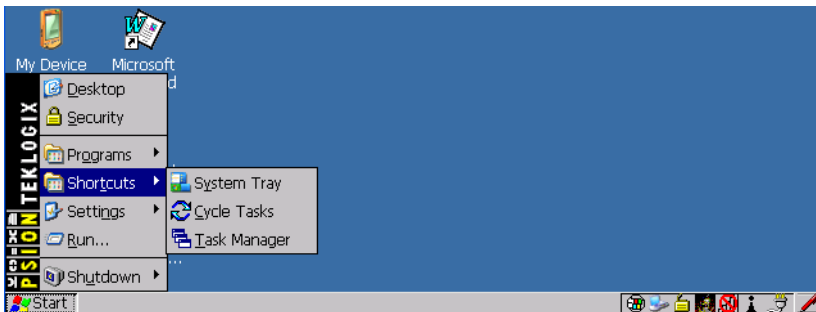 My Device
Microsoft
d
Desktop
Security
Programs
Shortcuts
Settings
Run...
Shutdown
System Tray
Cycle Tasks
Task Manager
...
PSION TEKLOGIX
Start